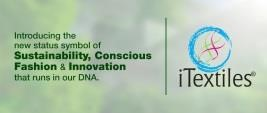 Introducing the
new status symbol of
Sustainability, Conscious
Fashion & Innovation
that runs in our DNA.
iTextiles®